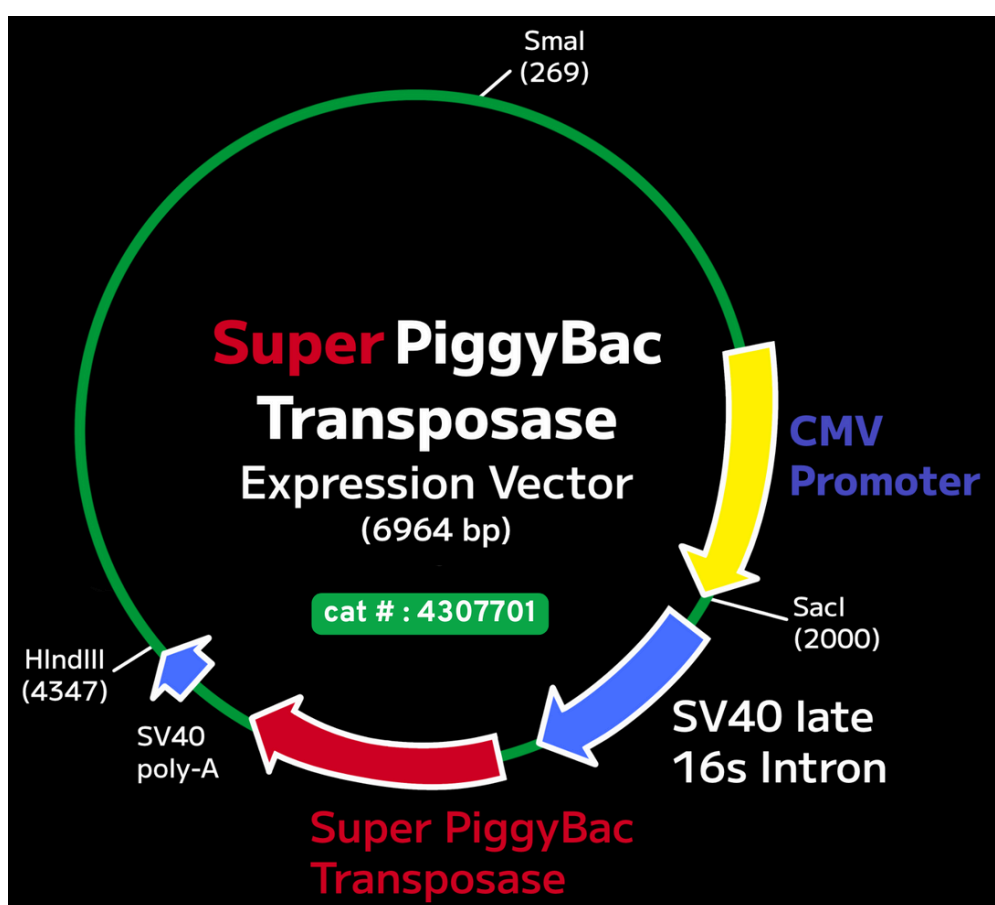 SmaI
(269)
Super PiggyBac
Transposase
Expression Vector
(6964 bp)
cat # : 4307701
CMV
Promoter
SacI
(2000)
HIndIII
(4347)
SV40
poly-A
SV40 late
16s Intron
Super PiggyBac
Transposase